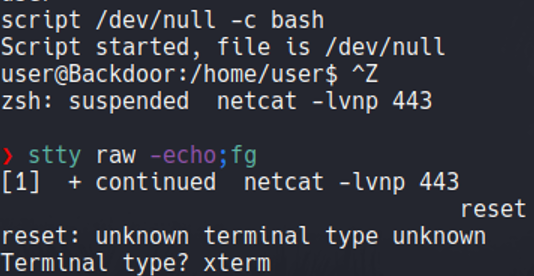 script /dev/null -c bash
Script started, file is /dev/null
user@Backdoor:/home/user$ ^Z
zsh: suspended  netcat -lvnp 443
❯ stty raw -echo;fg
[1]  + continued  netcat -lvnp 443
reset
reset: unknown terminal type unknown
Terminal type? xterm